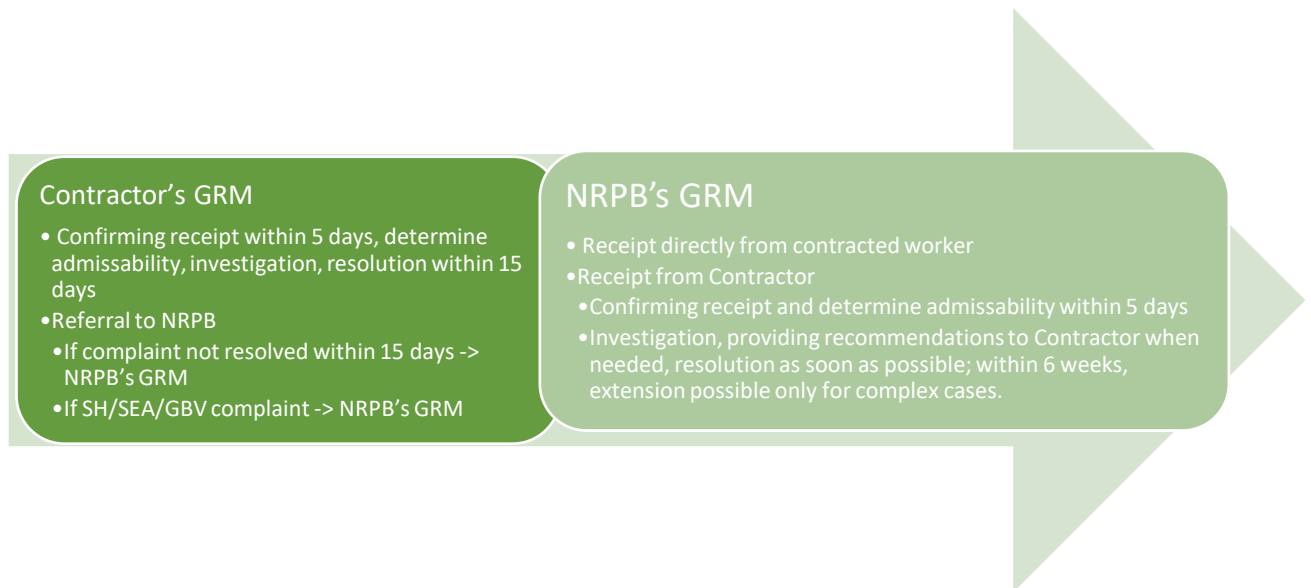 Contractor's GRM
• Confirming receipt within 5 days, determine
admissability, investigation, resolution within 15
days
•Referral to NRPB
•If complaint not resolved within 15 days ->
NRPB's GRM
•If SH/SEA/GBV complaint -> NRPB's GRM
NRPB's GRM
• Receipt directly from contracted worker
•Receipt from Contractor
•Confirming receipt and determine admissability within 5 days
•Investigation, providing recommendations to Contractor when
needed, resolution as soon as possible; within 6 weeks,
extension possible only for complex cases.